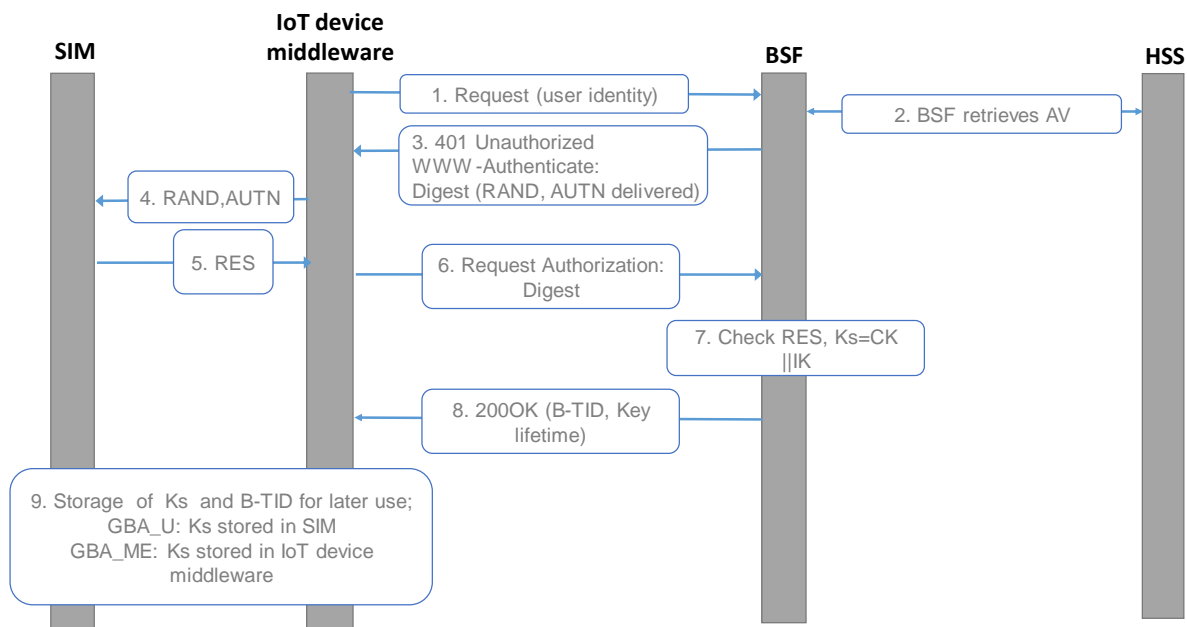 SIM
IoT device
middleware
BSF
HSS
1. Request (user identity)
2. BSF retrieves AV
3. 401 Unauthorized
WWW -Authenticate:
Digest (RAND, AUTN delivered)
4. RAND,AUTN
5. RES
6. Request Authorization:
Digest
7. Check RES, Ks=CK
||IK
8. 200OK (B-TID, Key
lifetime)
9. Storage of Ks and B-TID for later use;
GBA_U: Ks stored in SIM
GBA_ME: Ks stored in IoT device
middleware